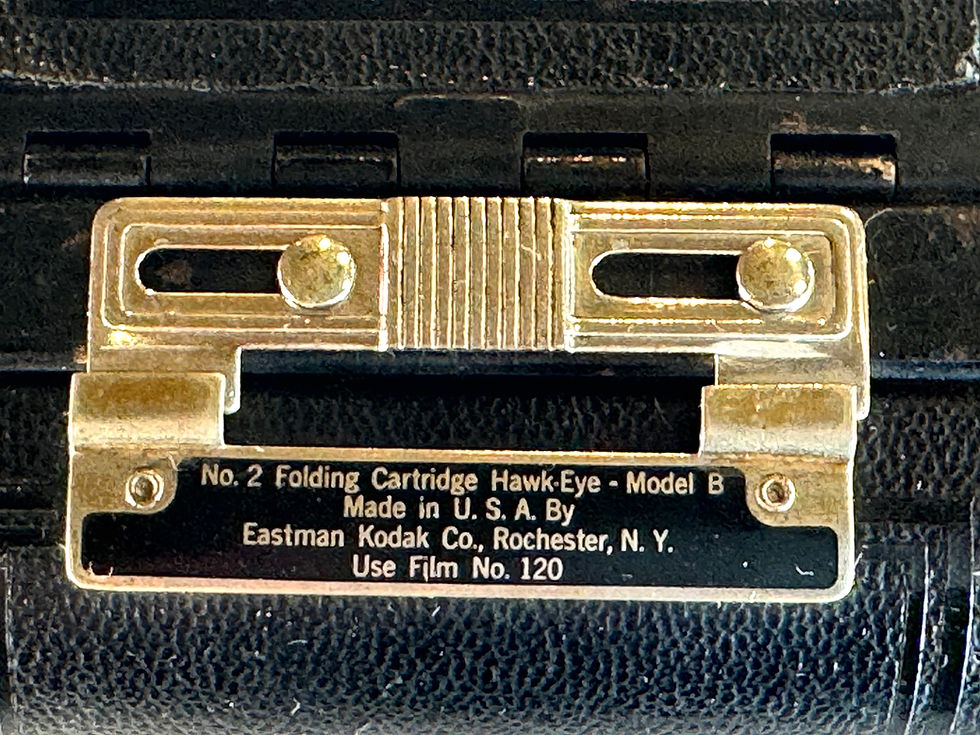 No. 2 Folding Cartridge Hawk-Eye - Model B
Made in U. S. A. By
Eastman Kodak Co., Rochester, N. Y.
Use Film No. 120